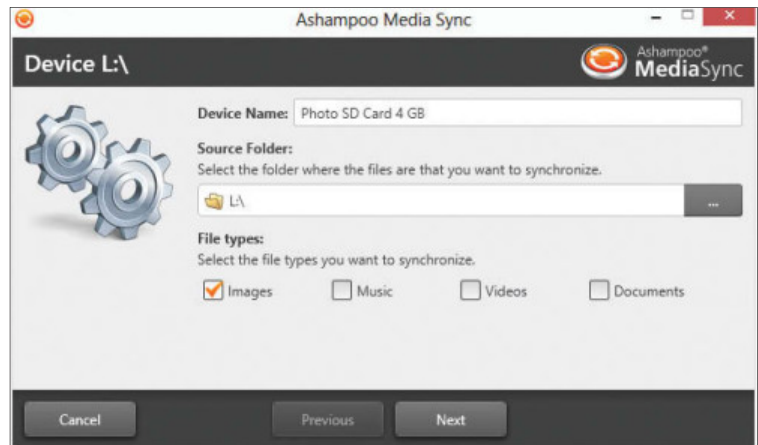 Ashampoo Media Sync
Device L:\
Ashampoo®
MediaSync
Device Name: Photo SD Card 4 GB
Source Folder:
Select the folder where the files are that you want to synchronize.
L:\
...
File types:
Select the file types you want to synchronize.
Images Music Videos Documents
Cancel Previous Next